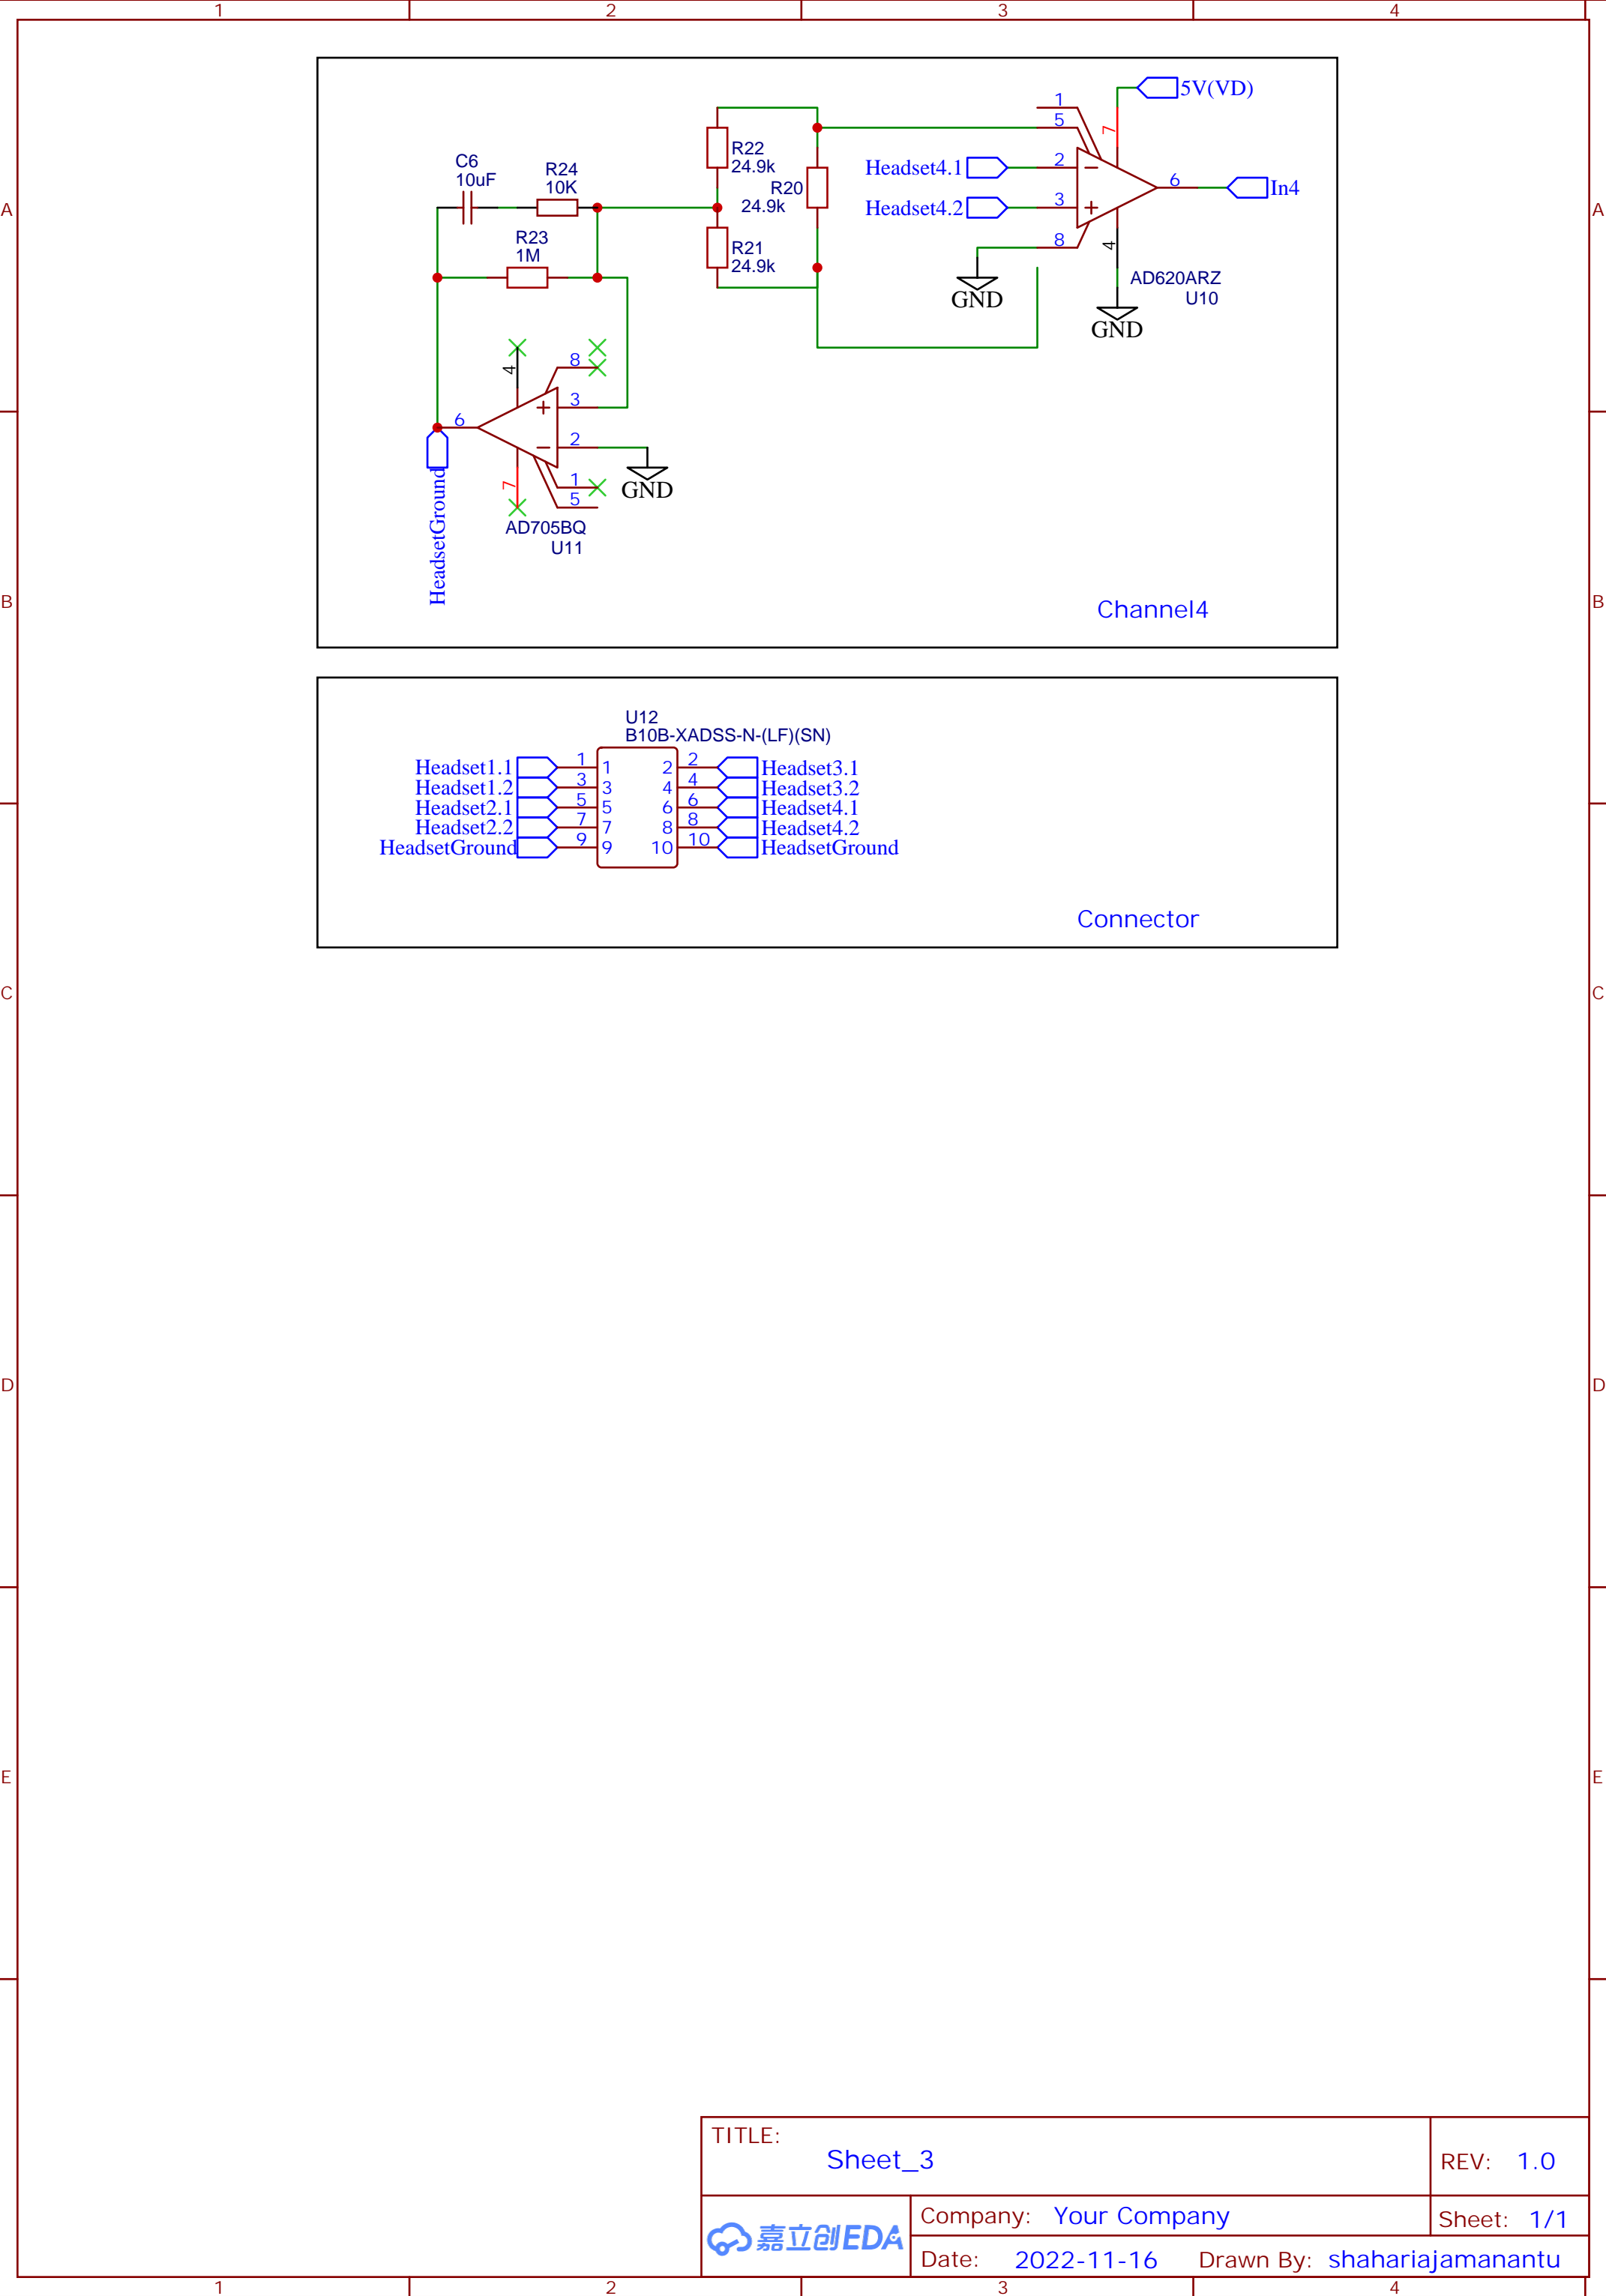 1 2 3 4
A A
B B
C C
D D
E E
5V(VD)
1
5
7
R22
24.9k
C6
10uF
R24
10K
R20
24.9k
Headset4.1
2
6
In4
Headset4.2
3
8
4
R23
1M
R21
24.9k
GND
AD620ARZ
U10
GND
4
8
3
6
2
GND
7
1
5
AD705BQ
U11
HeadsetGround
Channel4
U12
B10B-XADSS-N-(LF)(SN)
Headset1.1 1 1 2 2 Headset3.1
Headset1.2 3 3 4 4 Headset3.2
Headset2.1 5 5 6 6 Headset4.1
Headset2.2 7 7 8 8 Headset4.2
HeadsetGround 9 9 10 10 HeadsetGround
Connector
TITLE:
Sheet_3
REV: 1.0
嘉立创EDA
Company: Your Company
Sheet: 1/1
Date: 2022-11-16 Drawn By: shahariajamanantu
1 2 3 4